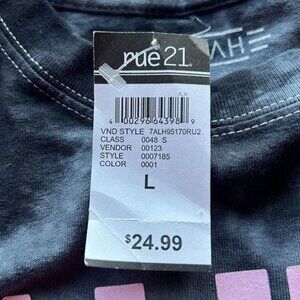 rue21
4 00296 64398 9
VND STYLE 7ALH95170RU2
CLASS 0048 S
VENDOR 00123
STYLE 0007185
COLOR 0001
L
$24.99